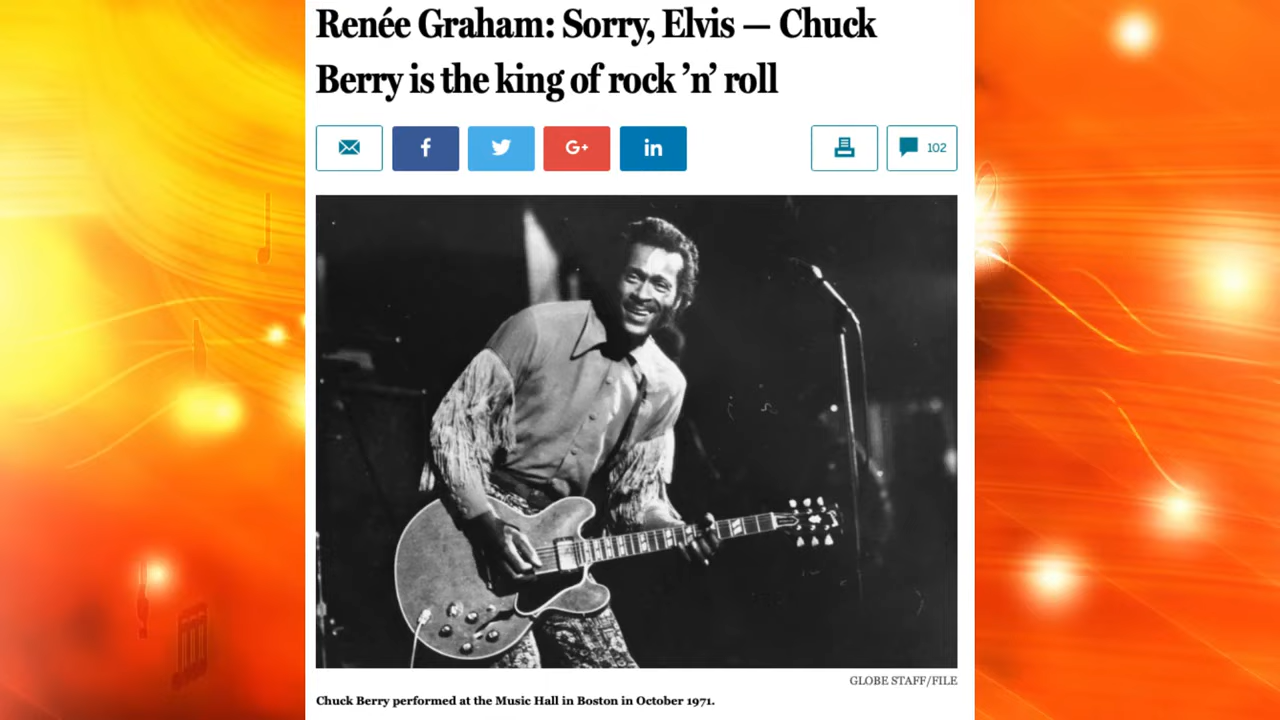 Renée Graham: Sorry, Elvis — Chuck
Berry is the king of rock ’n’ roll
f
G+
in
102
GLOBE STAFF/FILE
Chuck Berry performed at the Music Hall in Boston in October 1971.